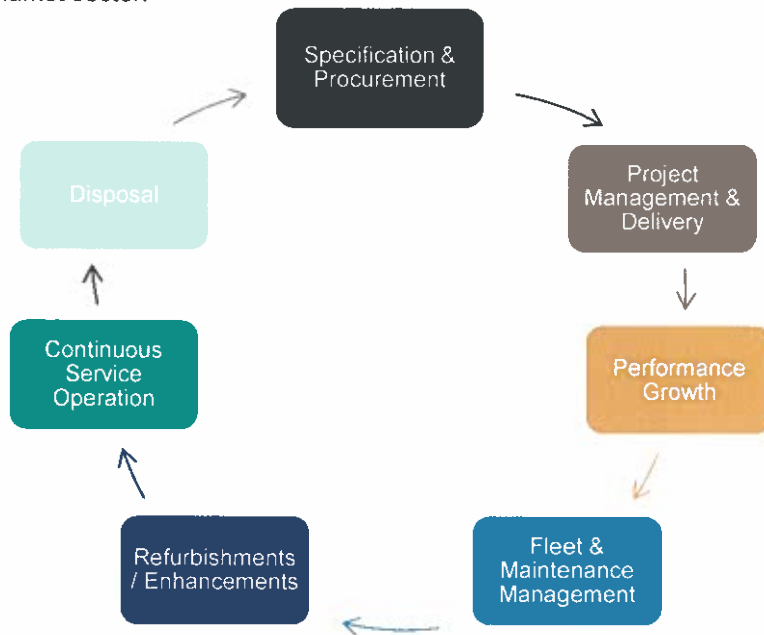 Specification &
Procurement
Project
Management &
Delivery
Performance
Growth
Fleet &
Maintenance
Management
Refurbishments
/ Enhancements
Continuous
Service
Operation
Disposal